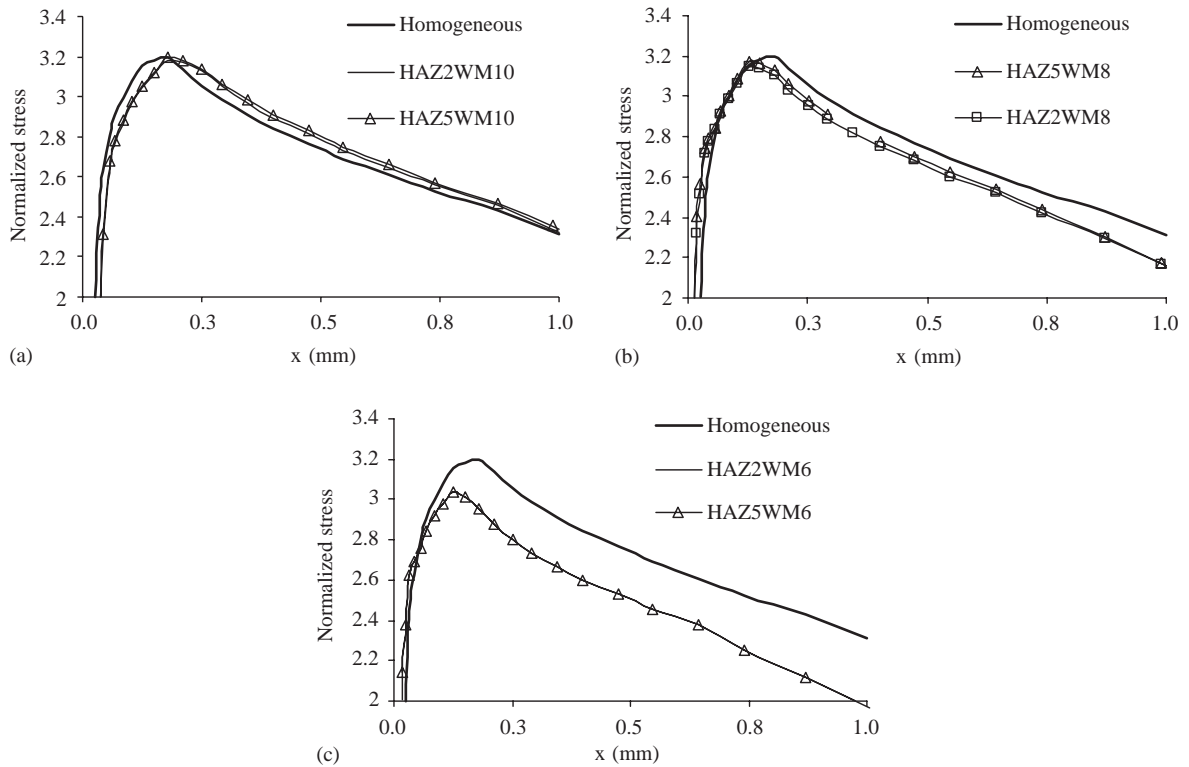 3.4
3.2
3
2.8
2.6
2.4
2.2
2
Normalized stress
Homogeneous
HAZ2WM10
HAZ5WM10
0.0
0.3
0.5
0.8
1.0
(a)
x (mm)
3.4
3.2
3
2.8
2.6
2.4
2.2
2
Normalized stress
Homogeneous
HAZ5WM8
HAZ2WM8
0.0
0.3
0.5
0.8
1.0
(b)
x (mm)
3.4
3.2
3
2.8
2.6
2.4
2.2
2
Normalized stress
Homogeneous
HAZ2WM6
HAZ5WM6
0.0
0.3
0.5
0.8
1.0
(c)
x (mm)